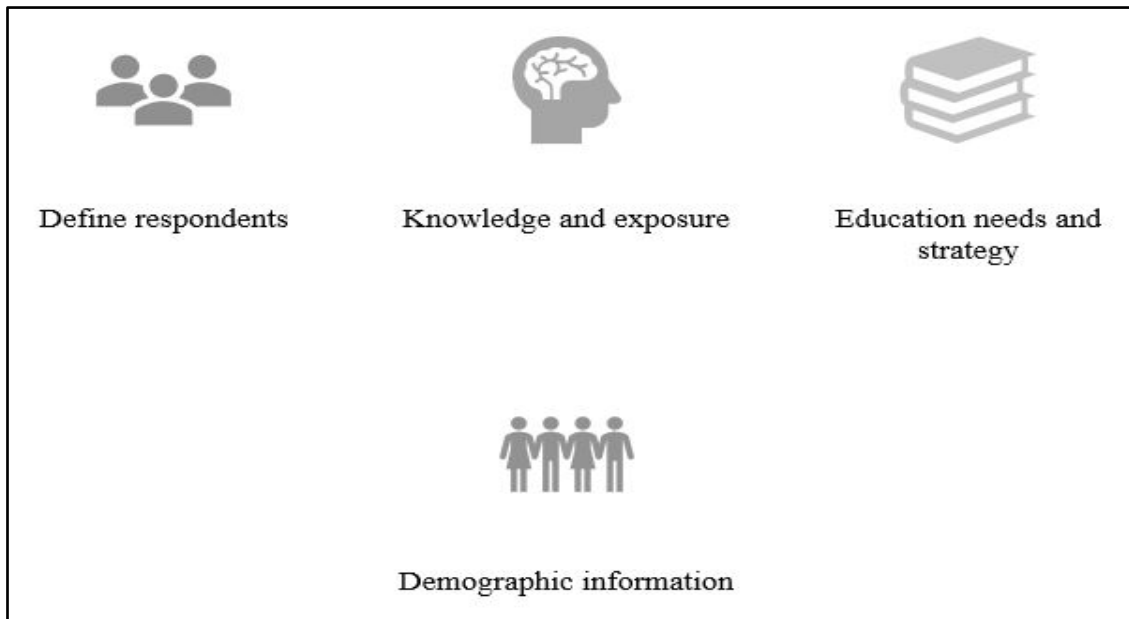 Define respondents
Knowledge and exposure
Education needs and
strategy
Demographic information